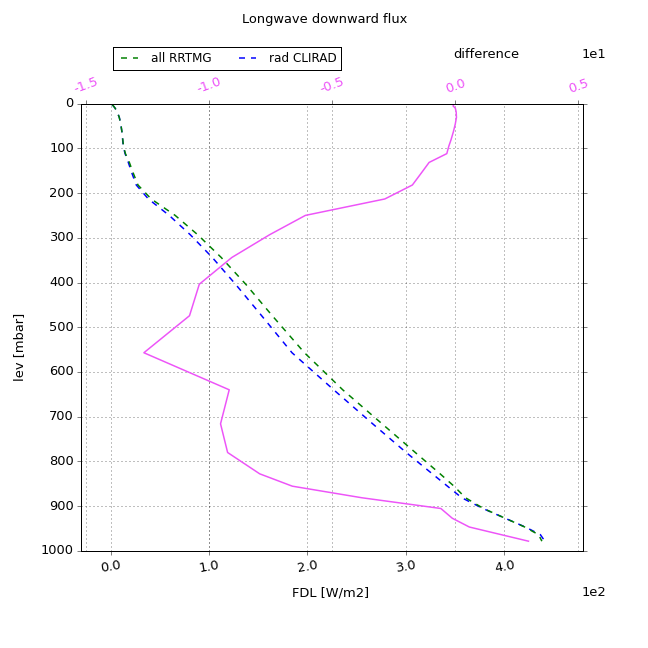 Longwave downward flux
all RRTMG rad CLIRAD difference 1e1
-1.5 -1.0 -0.5 0.0 0.5
0
100
200
300
400
500
600
700
800
900
1000
lev [mbar]
0.0 1.0 2.0 3.0 4.0
FDL [W/m2] 1e2